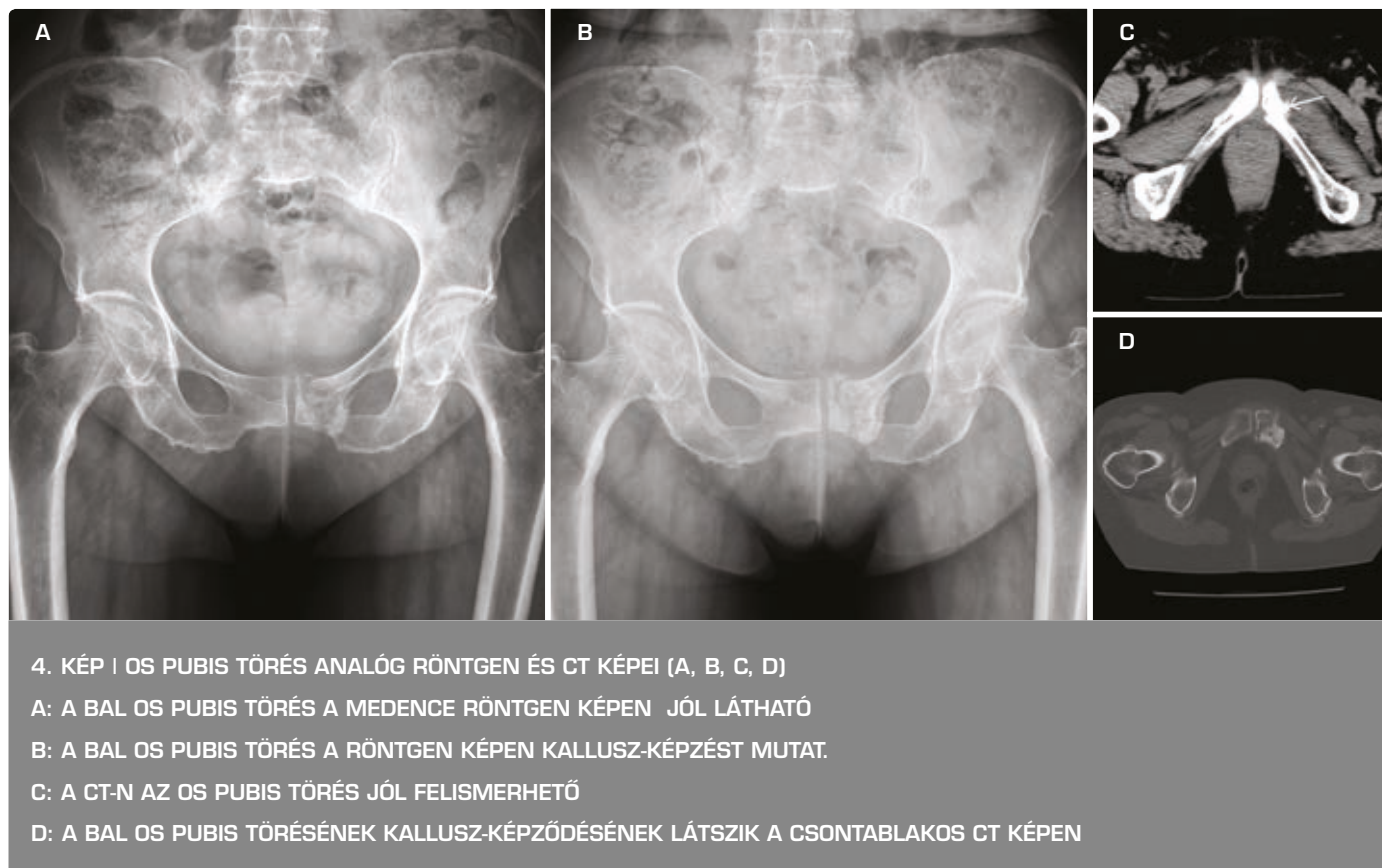 A
B
C
D
4. KÉP | OS PUBIS TÖRÉS ANALÓG RÖNTGEN ÉS CT KÉPEI (A, B, C, D)
A: A BAL OS PUBIS TÖRÉS A MEDENCE RÖNTGEN KÉPEN JÓL LÁTHATÓ
B: A BAL OS PUBIS TÖRÉS A RÖNTGEN KÉPEN KALLUSZ-KÉPZÉST MUTAT.
C: A CT-N AZ OS PUBIS TÖRÉS JÓL FELISMERHETŐ
D: A BAL OS PUBIS TÖRÉSÉNEK KALLUSZ-KÉPZŐDÉSÉNEK LÁTSZIK A CSONTABLAKOS CT KÉPEN